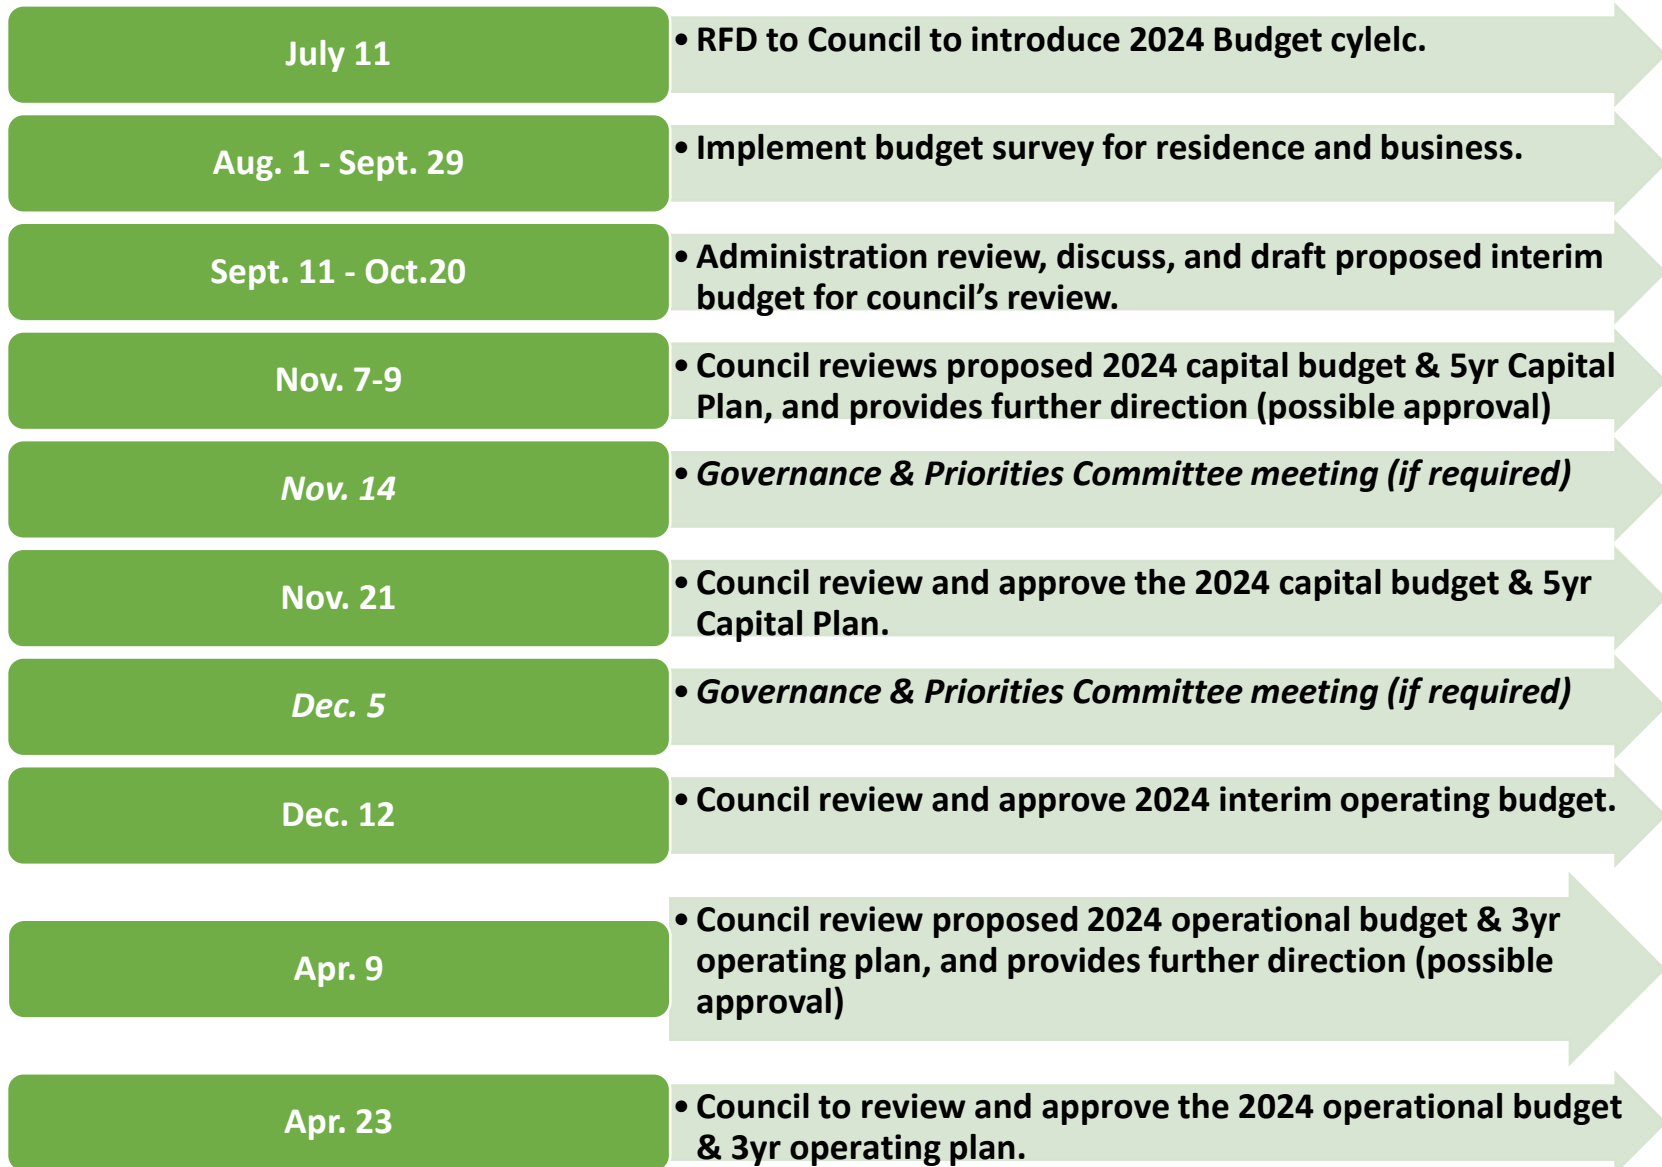 July 11
• RFD to Council to introduce 2024 Budget cylelc.
Aug. 1 - Sept. 29
• Implement budget survey for residence and business.
Sept. 11 - Oct.20
• Administration review, discuss, and draft proposed interim
budget for council’s review.
Nov. 7-9
• Council reviews proposed 2024 capital budget & 5yr Capital
Plan, and provides further direction (possible approval)
Nov. 14
• Governance & Priorities Committee meeting (if required)
Nov. 21
• Council review and approve the 2024 capital budget & 5yr
Capital Plan.
Dec. 5
• Governance & Priorities Committee meeting (if required)
Dec. 12
• Council review and approve 2024 interim operating budget.
Apr. 9
• Council review proposed 2024 operational budget & 3yr
operating plan, and provides further direction (possible
approval)
Apr. 23
• Council to review and approve the 2024 operational budget
& 3yr operating plan.